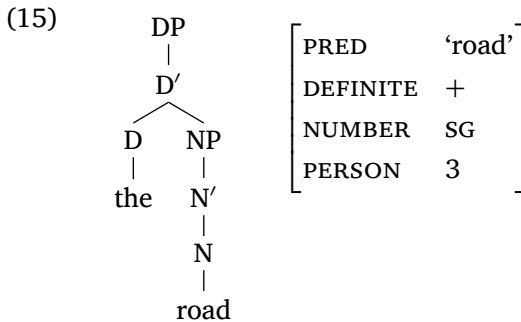 (15)
DP
D′
D NP
the N′
N
road
PRED ‘road’
DEFINITE +
NUMBER SG
PERSON 3